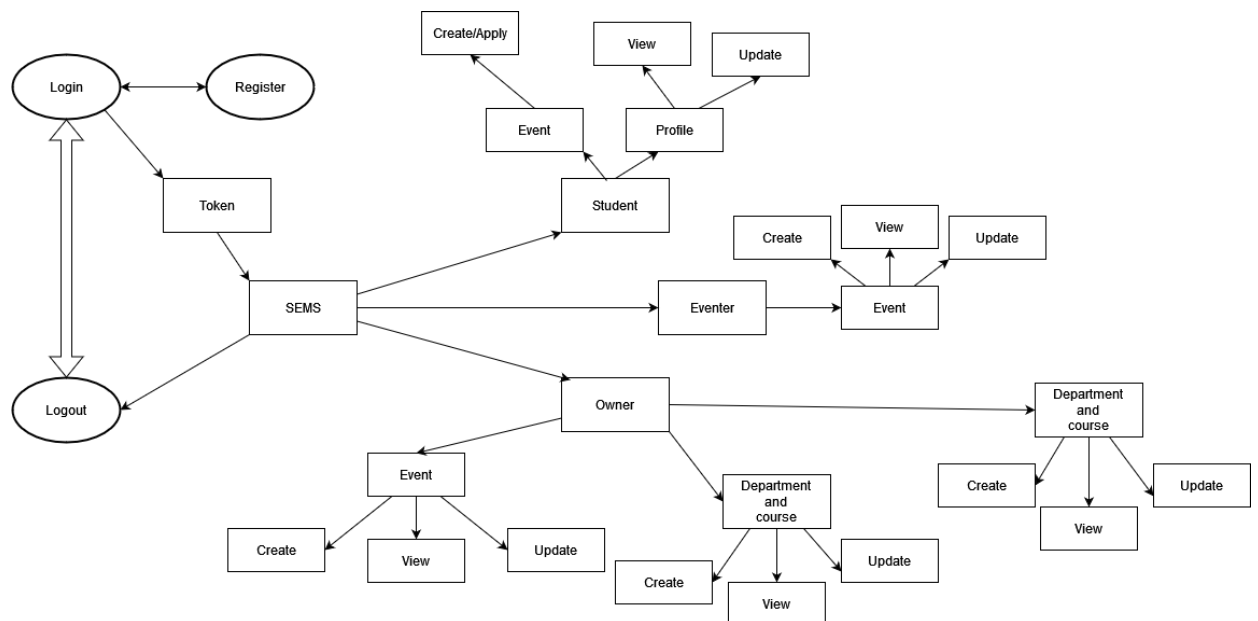 Create/Apply
View
Update
Login
Register
Event
Profile
Token
Student
Create
View
Update
SEMS
Eventer
Event
Logout
Owner
Department
and
course
Event
Department
and
course
Create
View
Update
Create
View
Update
Create
View
Update